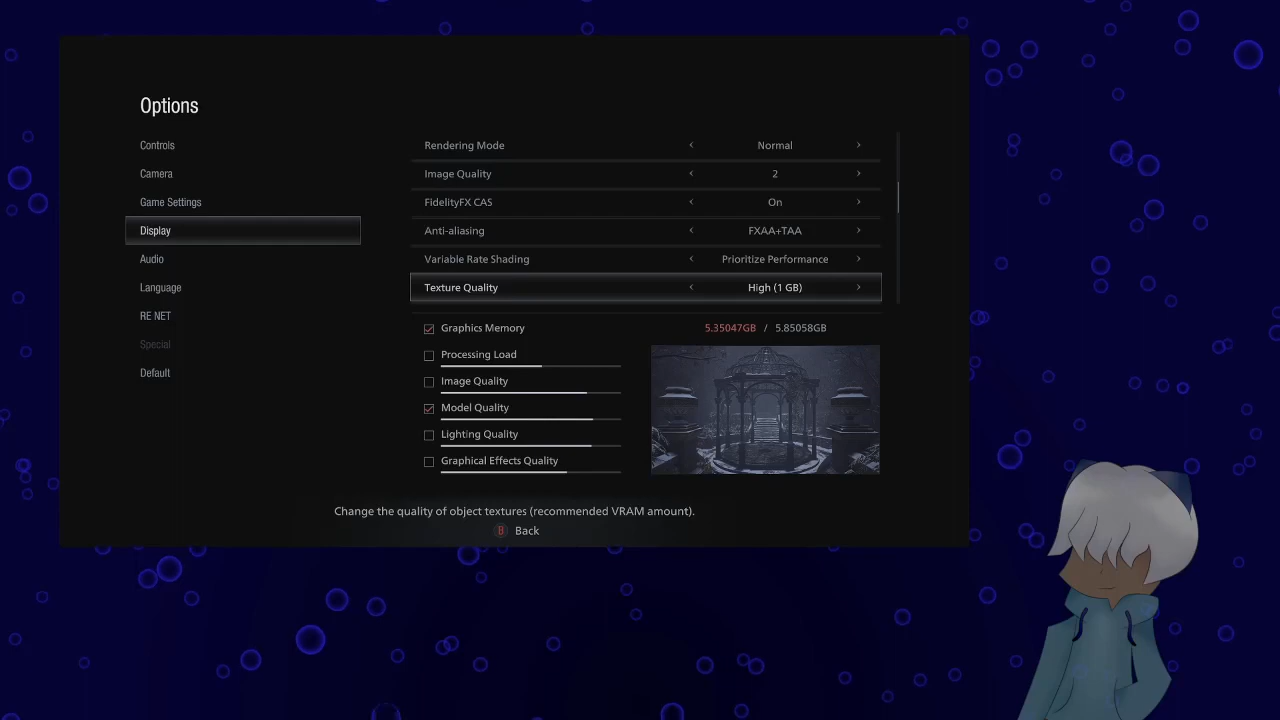 Options
Controls
Camera
Game Settings
Display
Audio
Language
RE NET
Special
Default
Rendering Mode Normal
Image Quality 2
FidelityFX CAS On
Anti-aliasing FXAA+TAA
Variable Rate Shading Prioritize Performance
Texture Quality High (1 GB)
Graphics Memory 5.35047GB / 5.85058GB
Processing Load
Image Quality
Model Quality
Lighting Quality
Graphical Effects Quality
Change the quality of object textures (recommended VRAM amount).
B Back